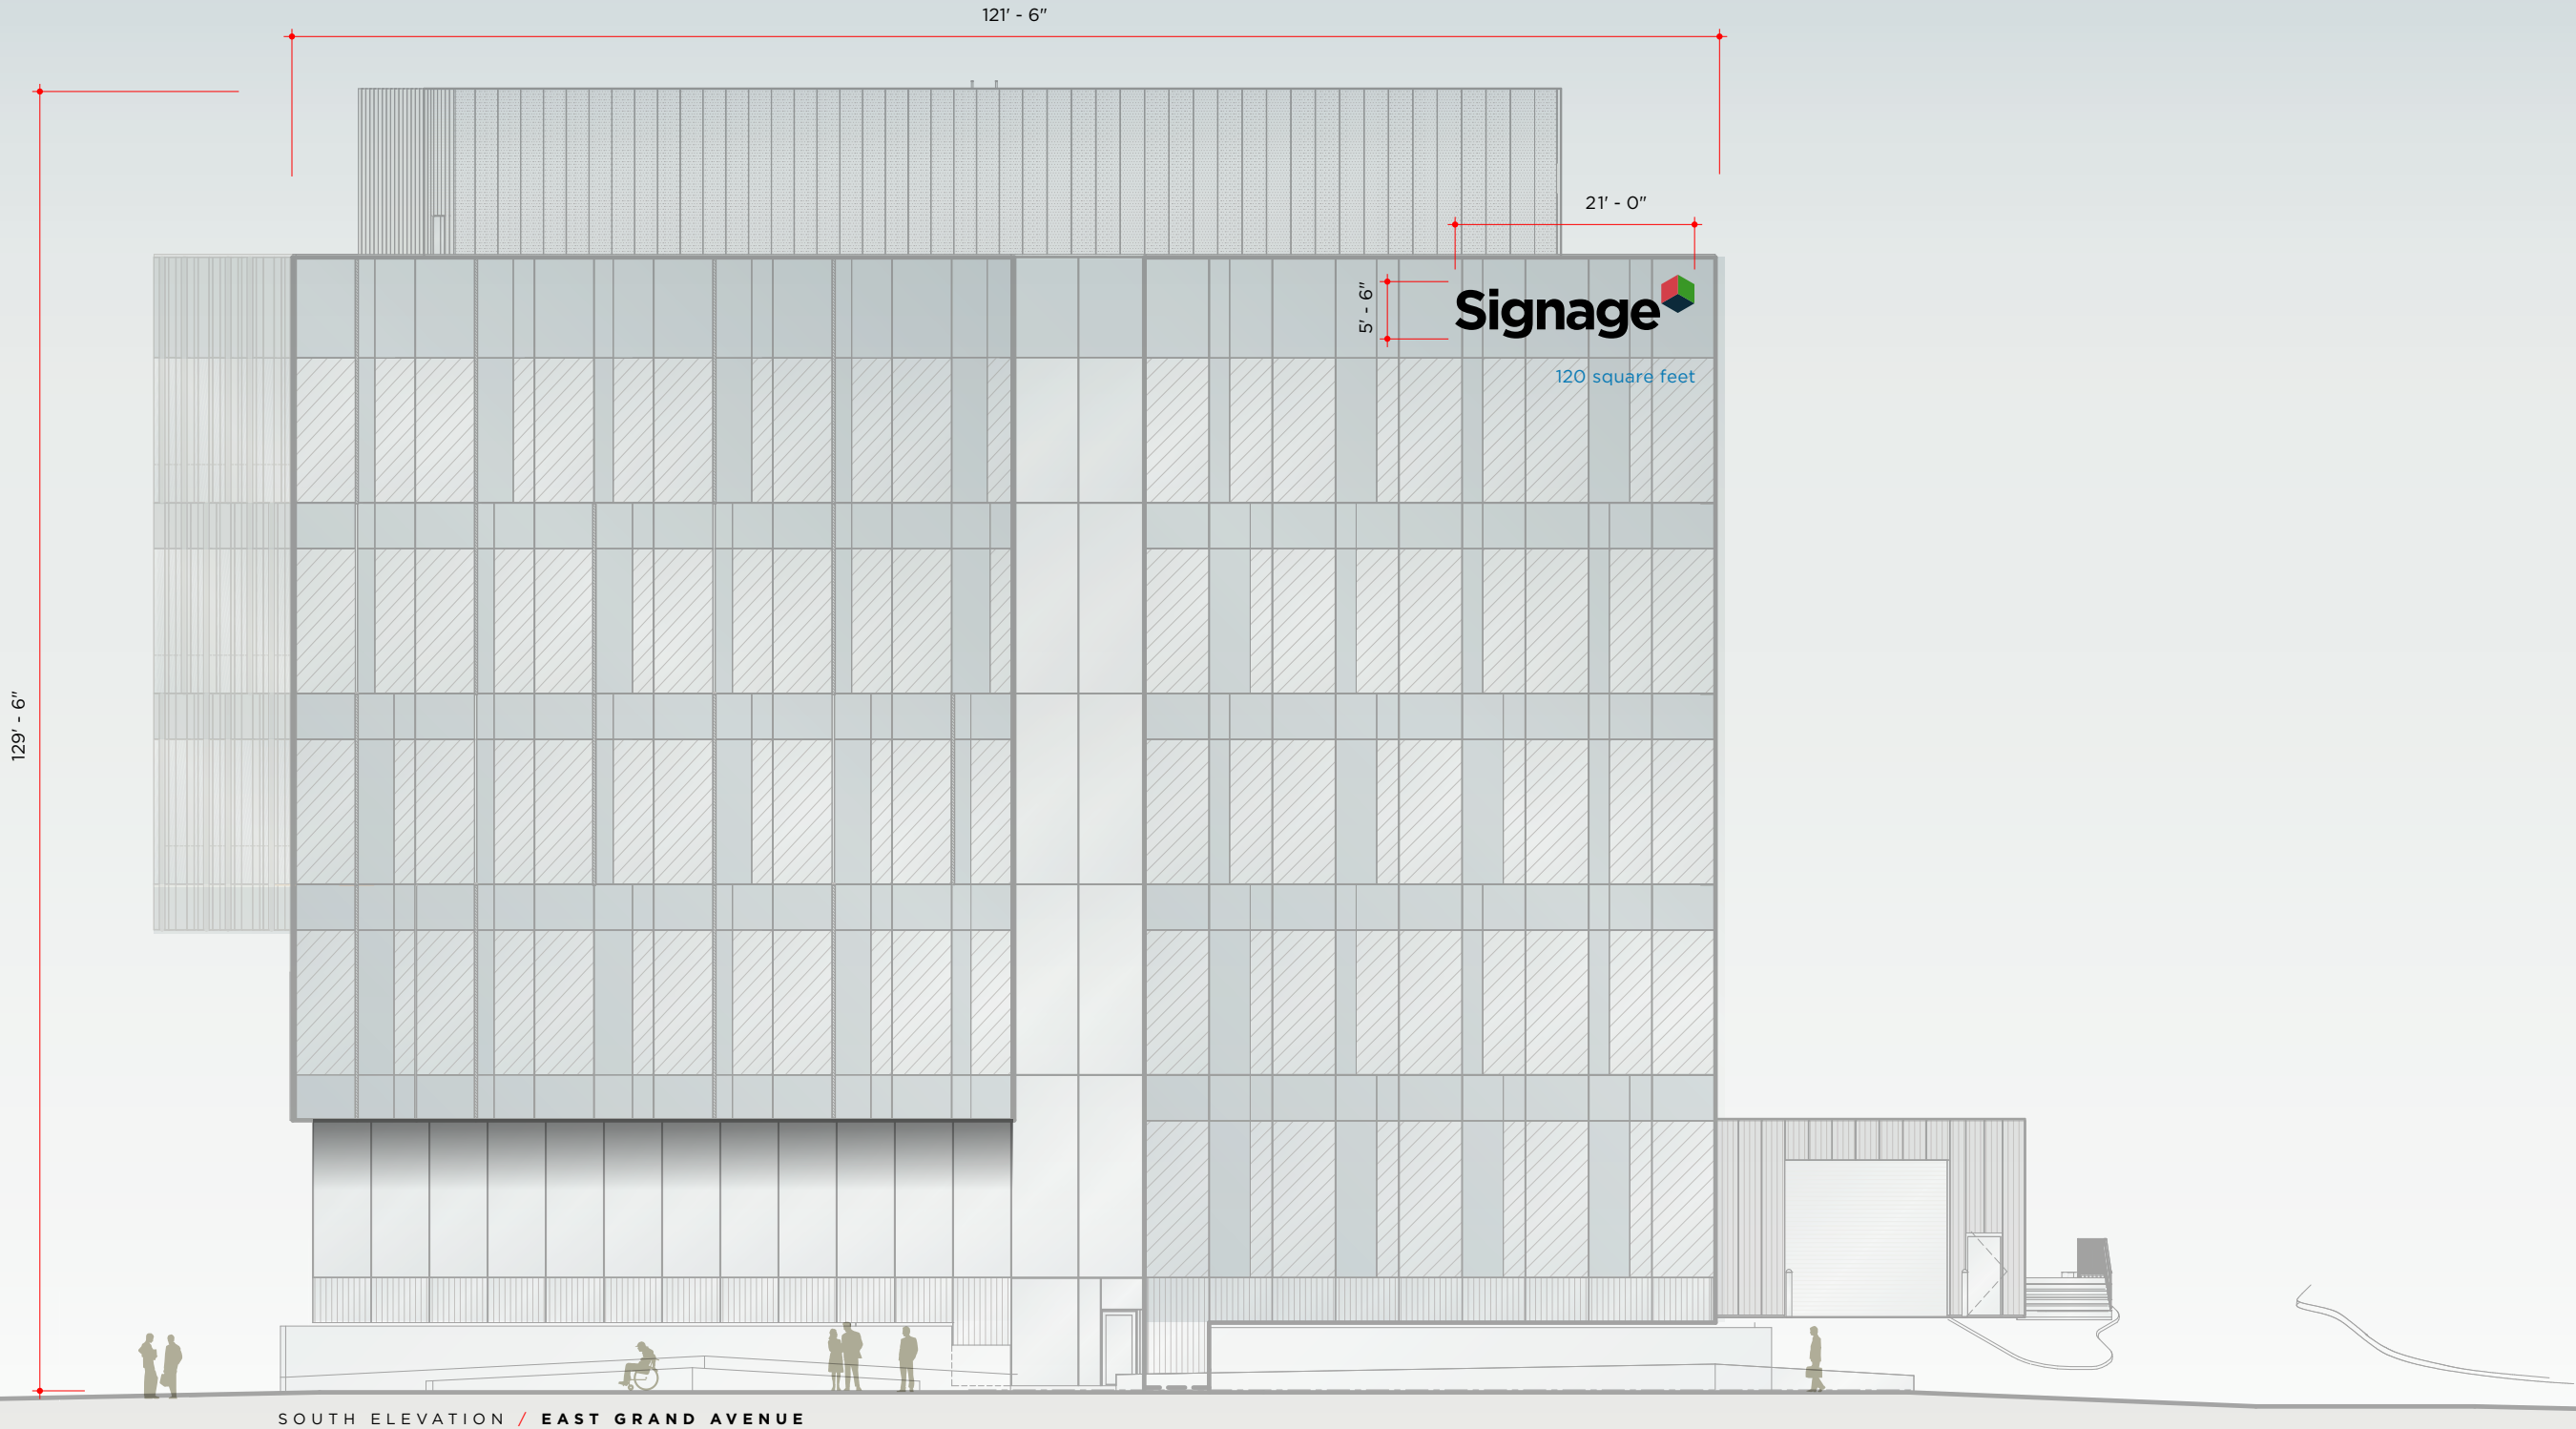 121' - 6"
21' - 0"
5' - 6"
Signage
120 square feet
129' - 6"
SOUTH ELEVATION / EAST GRAND AVENUE